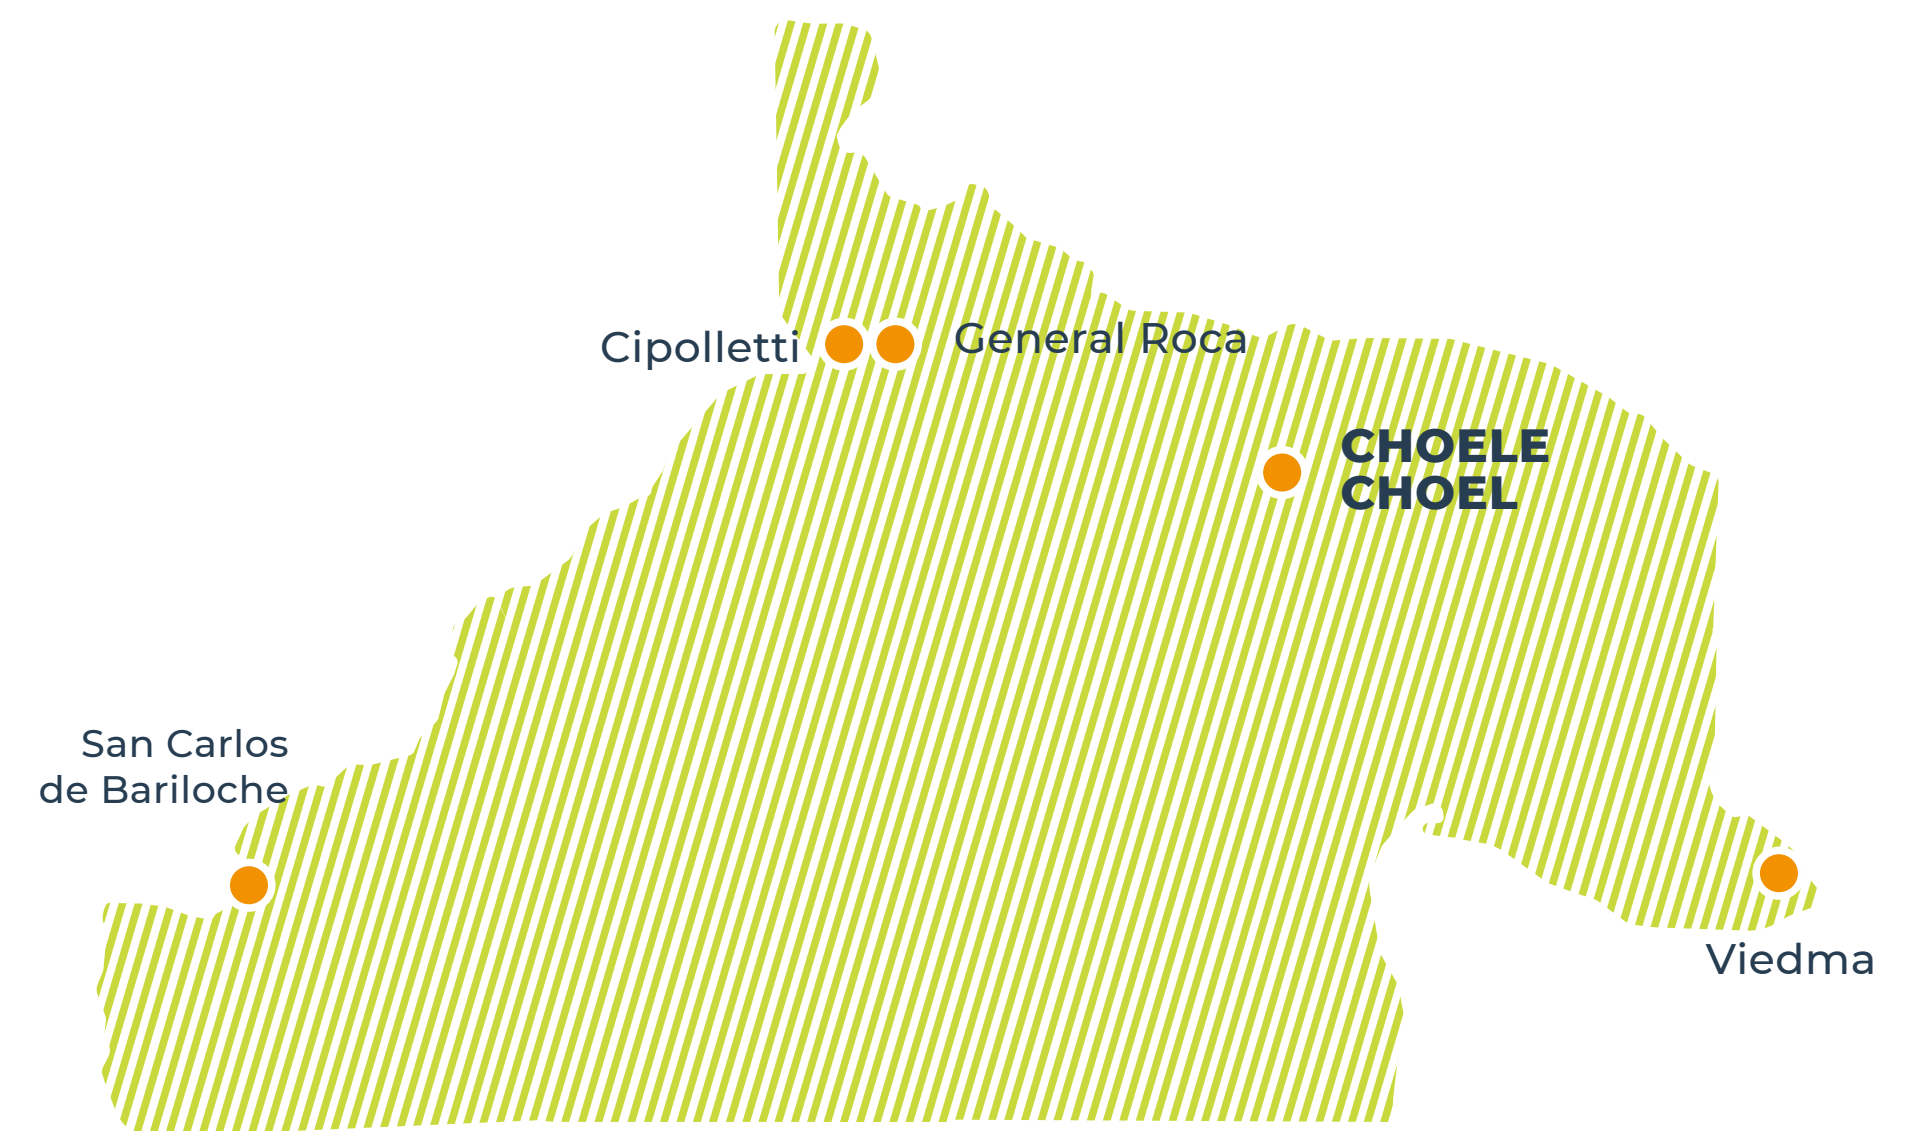 Cipolletti
General Roca
CHOELE
CHOEL
San Carlos
de Bariloche
Viedma